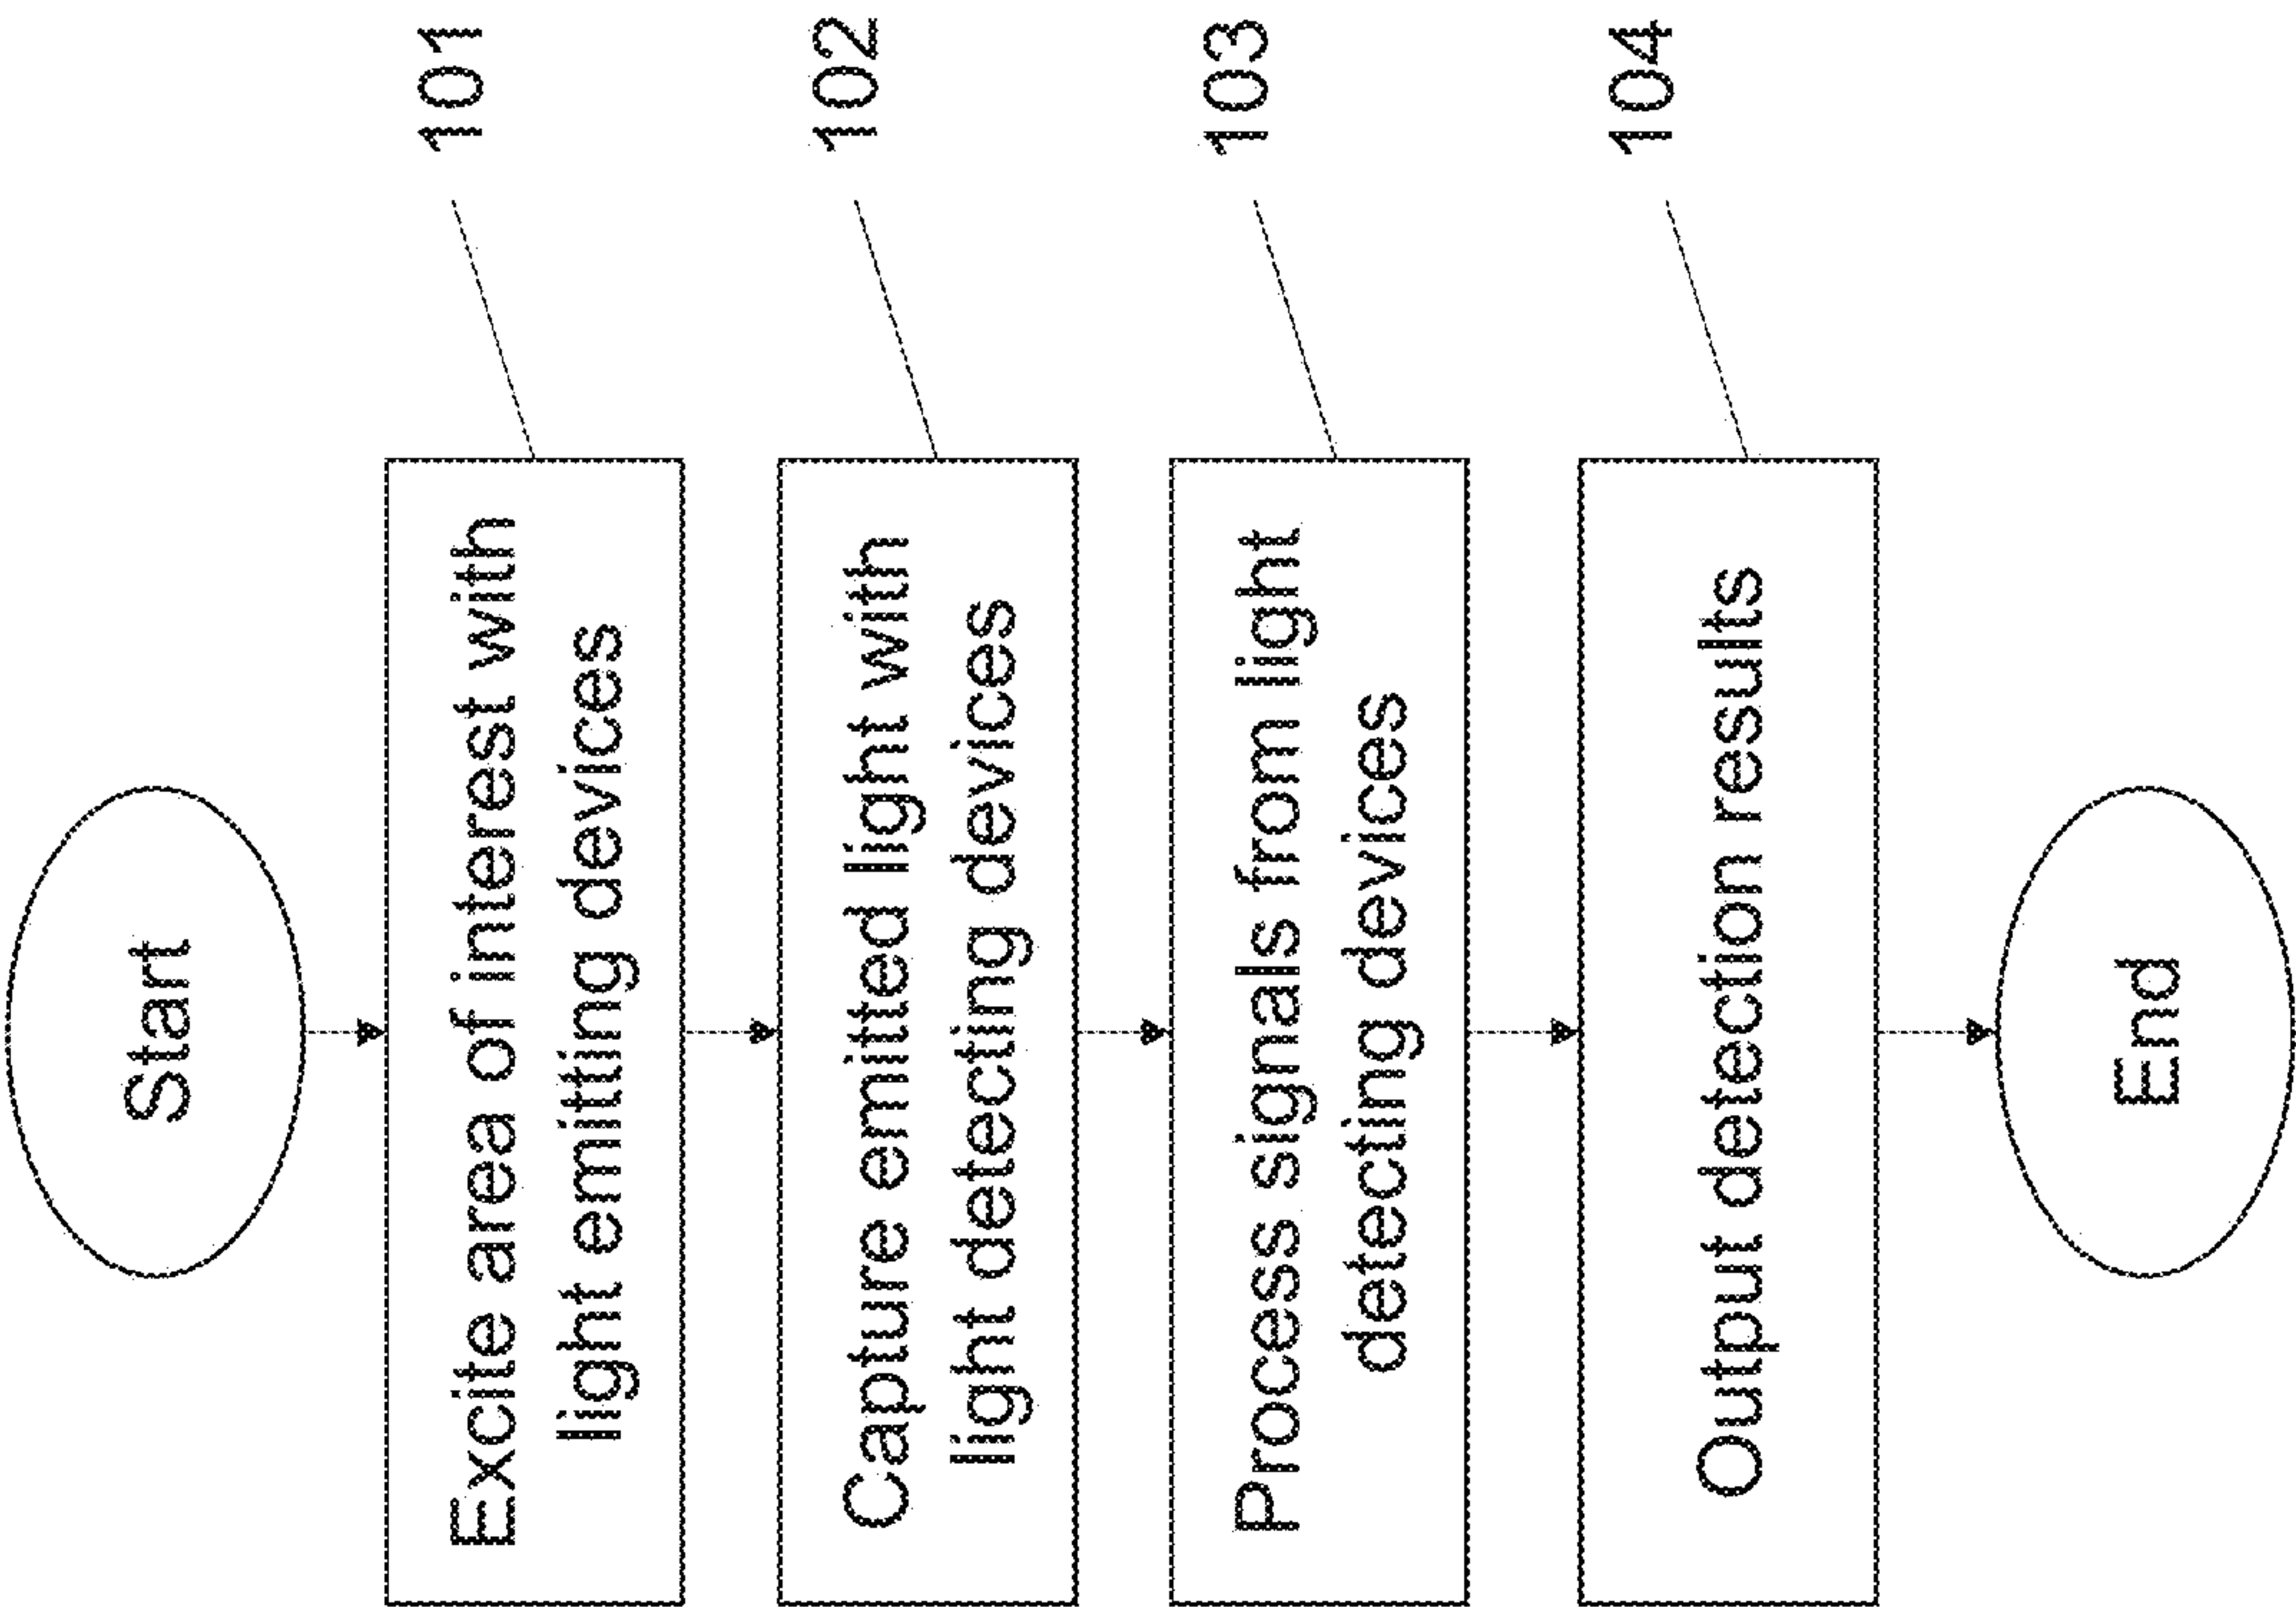 Start
Excite area of interest with
light emitting devices
101
Capture emitted light with
light detecting devices
102
Process signals from light
detecting devices
103
Output detection results
104
End